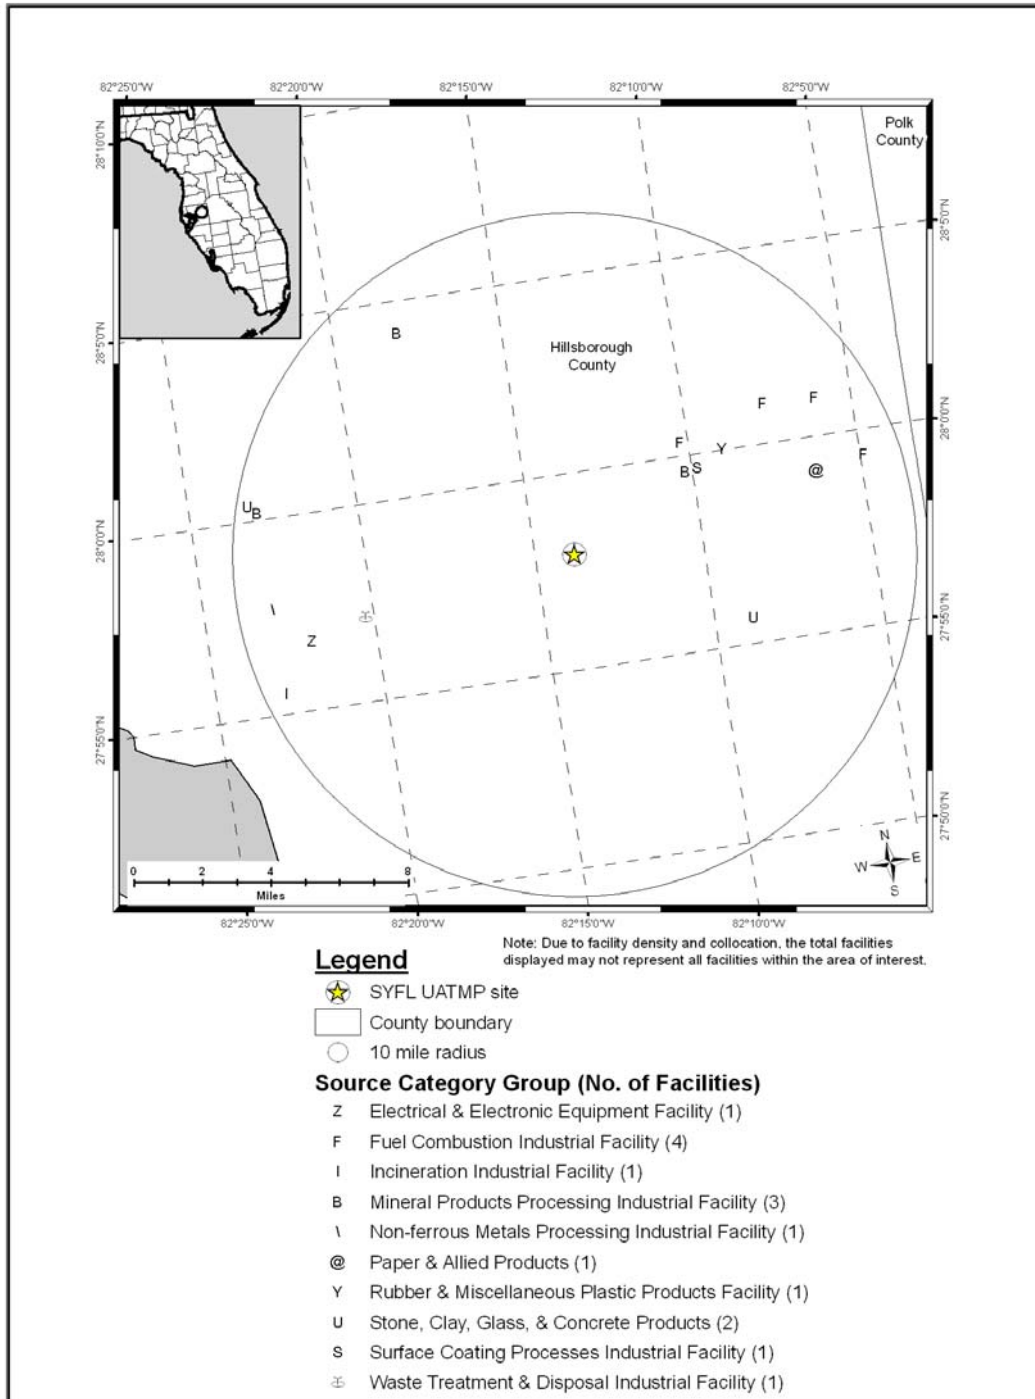 82°25'0"W 82°20'0"W 82°15'0"W 82°10'0"W 82°5'0"W
Polk
County
28°10'0"N
28°5'0"N
28°5'0"N
B
Hillsborough
County
F F
28°0'0"N
F Y
F
B S @
U B
28°0'0"N
\
U
27°55'0"N
Z
I
27°55'0"N
27°50'0"N
N
W E
S
0 2 4 6 8
Miles
82°25'0"W 82°20'0"W 82°15'0"W 82°10'0"W
Note: Due to facility density and collocation, the total facilities
displayed may not represent all facilities within the area of interest.
Legend
SYFL UATMP site
County boundary
10 mile radius
Source Category Group (No. of Facilities)
Z Electrical & Electronic Equipment Facility (1)
F Fuel Combustion Industrial Facility (4)
I Incineration Industrial Facility (1)
B Mineral Products Processing Industrial Facility (3)
\ Non-ferrous Metals Processing Industrial Facility (1)
@ Paper & Allied Products (1)
Y Rubber & Miscellaneous Plastic Products Facility (1)
U Stone, Clay, Glass, & Concrete Products (2)
S Surface Coating Processes Industrial Facility (1)
Waste Treatment & Disposal Industrial Facility (1)